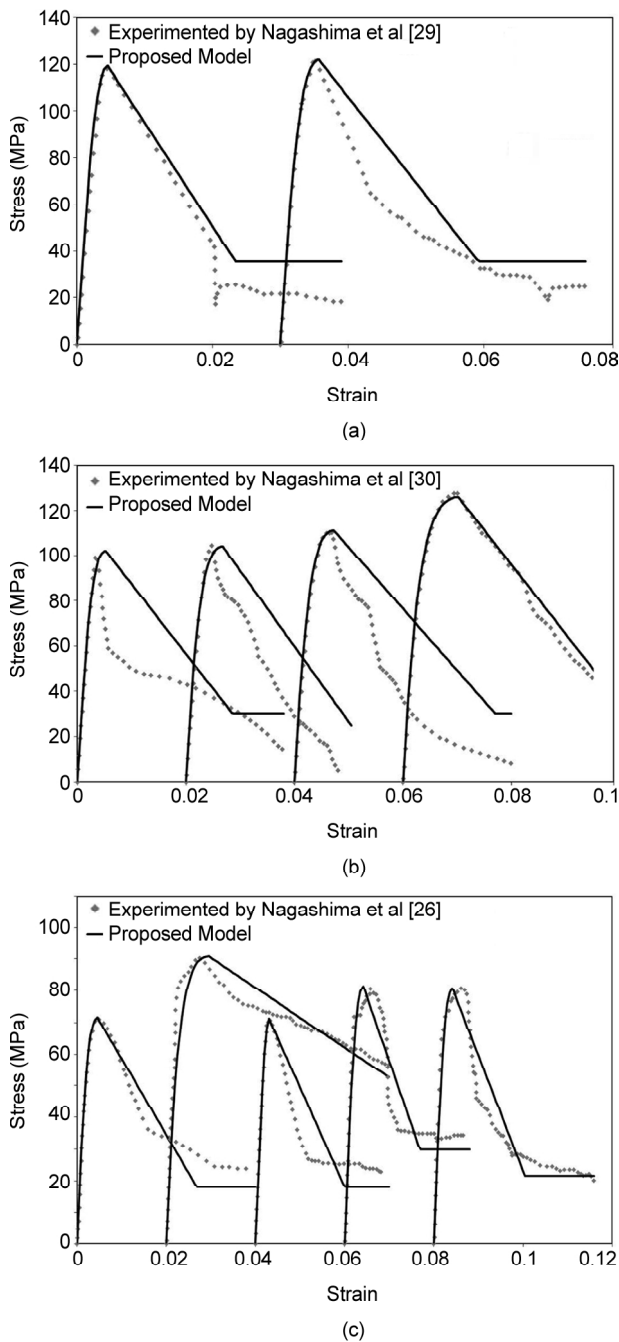 140
120
100
80
60
40
20
0
Stress (MPa)
Experimented by Nagashima et al [29]
Proposed Model
0 0.02 0.04 0.06 0.08
Strain
(a)
140
120
100
80
60
40
20
0
Stress (MPa)
Experimented by Nagashima et al [30]
Proposed Model
0 0.02 0.04 0.06 0.08 0.1
Strain
(b)
100
80
60
40
20
0
Stress (MPa)
Experimented by Nagashima et al [26]
Proposed Model
0 0.02 0.04 0.06 0.08 0.1 0.12
Strain
(c)